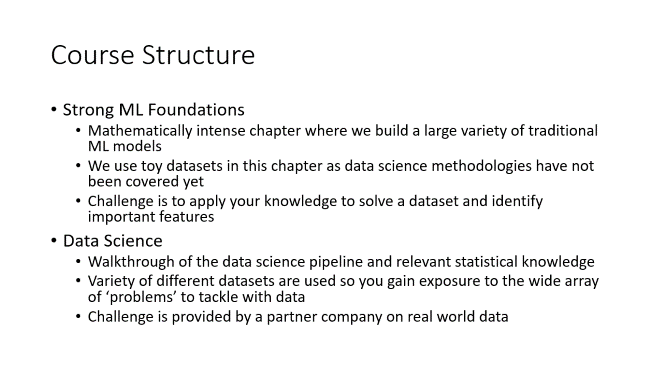 Course Structure
• Strong ML Foundations
• Mathematically intense chapter where we build a large variety of traditional
ML models
• We use toy datasets in this chapter as data science methodologies have not
been covered yet
• Challenge is to apply your knowledge to solve a dataset and identify
important features
• Data Science
• Walkthrough of the data science pipeline and relevant statistical knowledge
• Variety of different datasets are used so you gain exposure to the wide array
of ‘problems’ to tackle with data
• Challenge is provided by a partner company on real world data